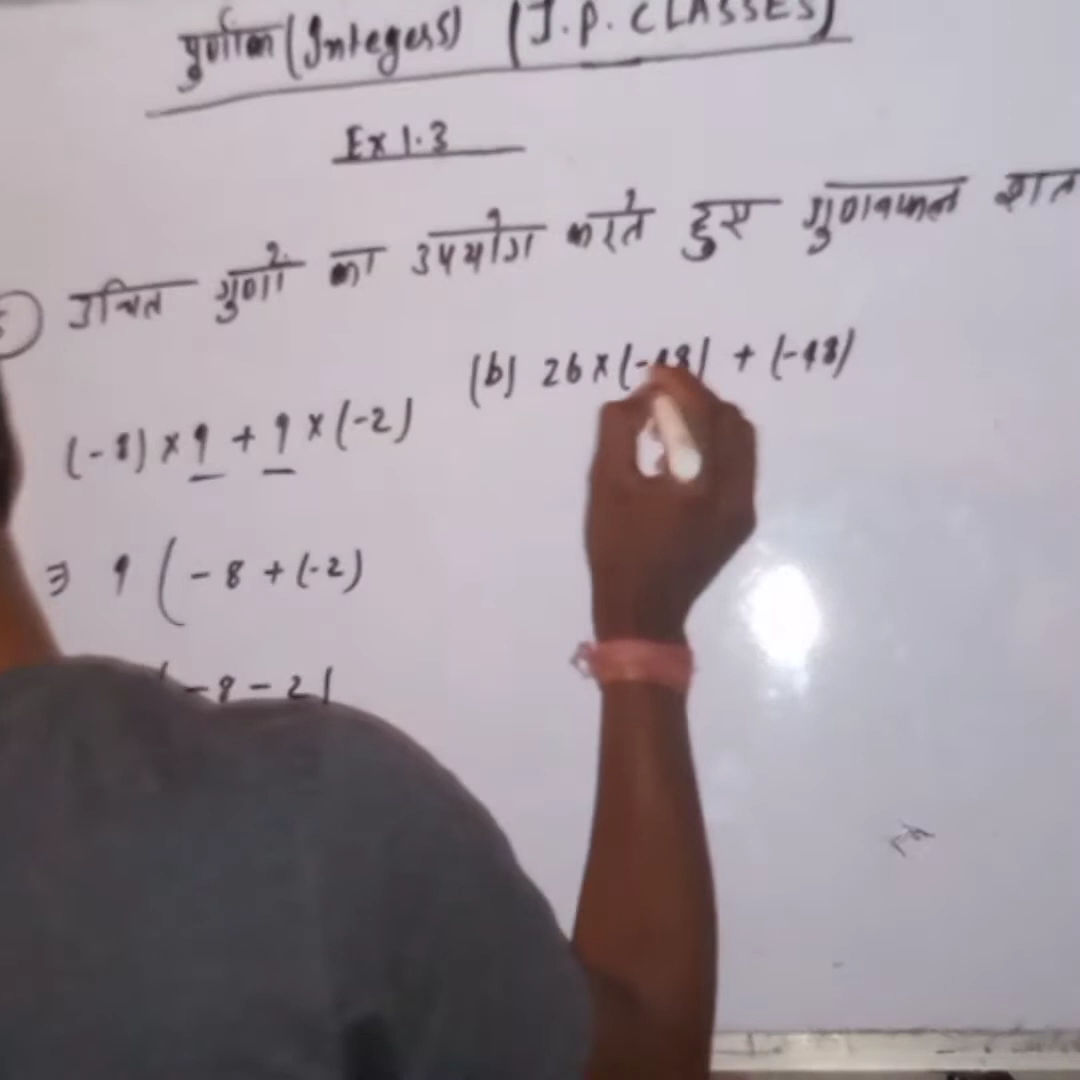 पूर्णांक (Integers) (J.P. CLASSES)
Ex 1.3
उचित गुणों का उपयोग करते हुए गुणनफल ज्ञात
(-8) × 9 + 9 × (-2)
(b) 26 × (-48) + (-48)
⇒ 9 ( -8 + (-2)
-8 - 2)